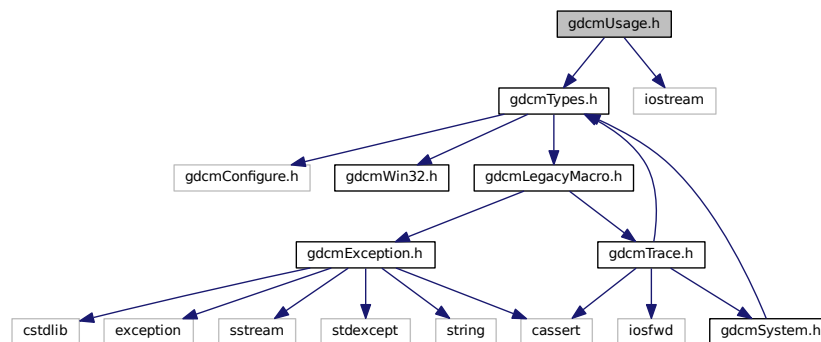 gdcmUsage.h
gdcmTypes.h
iostream
gdcmConfigure.h
gdcmWin32.h
gdcmLegacyMacro.h
gdcmException.h
gdcmTrace.h
cstdlib
exception
sstream
stdexcept
string
cassert
iosfwd
gdcmSystem.h